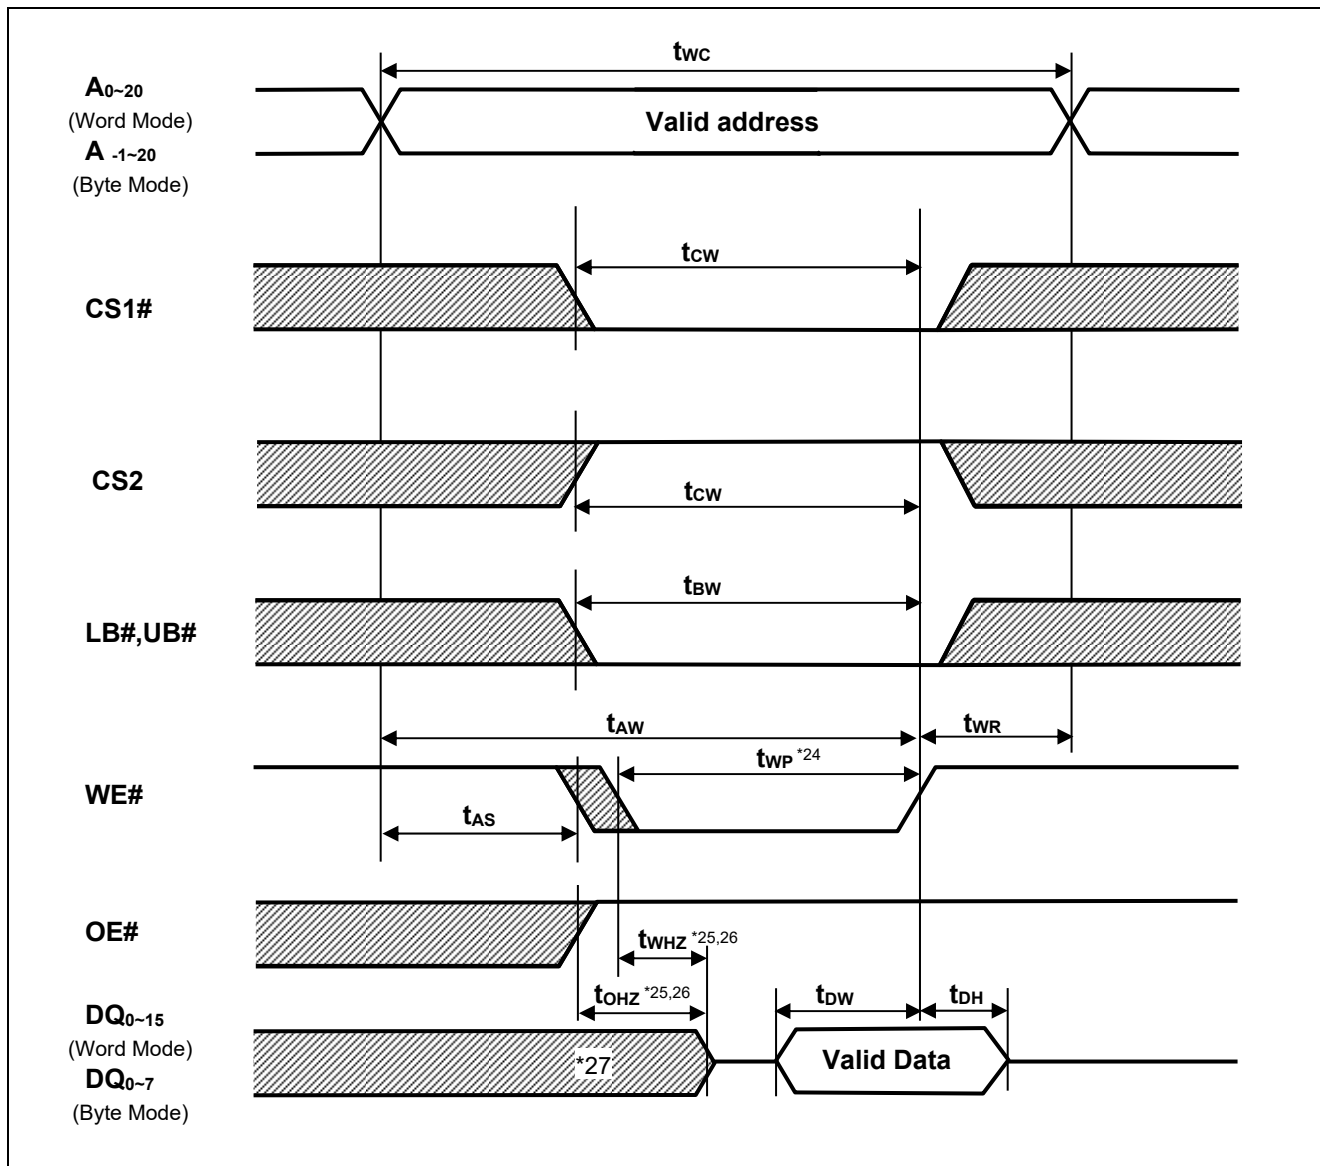 tWC
A0~20
(Word Mode)
Valid address
A -1~20
(Byte Mode)
tCW
CS1#
CS2
tCW
tBW
LB#,UB#
tAW
tWR
tWP *24
WE#
tAS
OE#
tWHZ *25,26
tOHZ *25,26
tDW
tDH
DQ0~15
(Word Mode)
*27
Valid Data
DQ0~7
(Byte Mode)